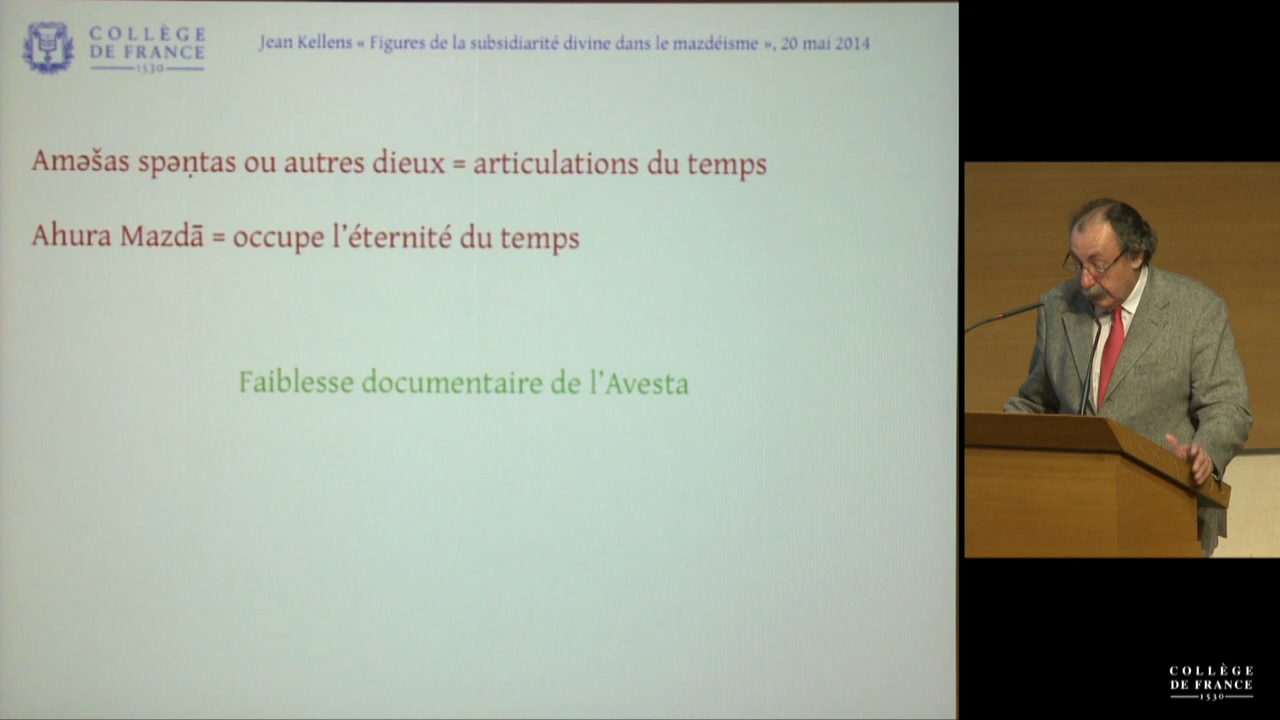 COLLÈGE
DE FRANCE
1530
Jean Kellens « Figures de la subsidiarité divine dans le mazdéisme », 20 mai 2014
Aməšas spəṇtas ou autres dieux = articulations du temps
Ahura Mazdā = occupe l'éternité du temps
Faiblesse documentaire de l'Avesta
COLLÈGE
DE FRANCE
1530